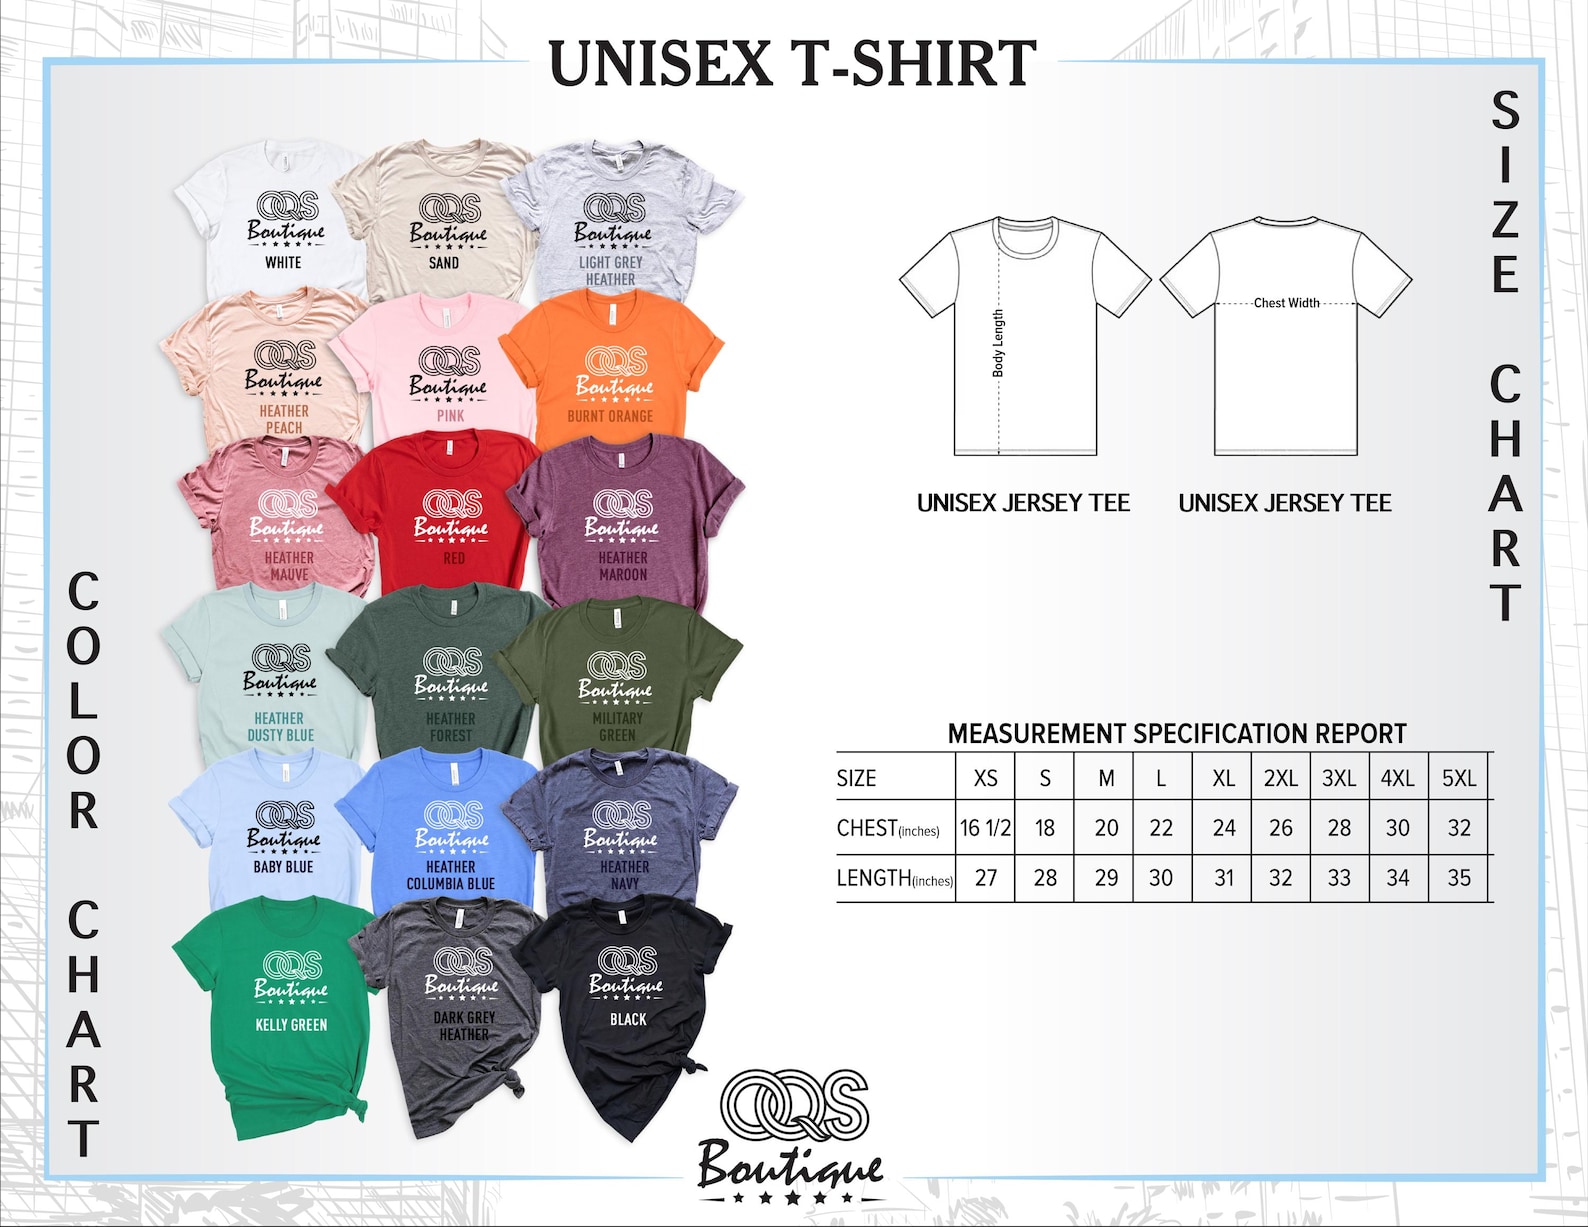 UNISEX T-SHIRT
COLOR CHART
SIZE CHART
OQS
Boutique
WHITE
OQS
Boutique
SAND
OQS
Boutique
LIGHT GREY
HEATHER
OQS
Boutique
HEATHER
PEACH
OQS
Boutique
PINK
OQS
Boutique
BURNT ORANGE
OQS
Boutique
HEATHER
MAUVE
OQS
Boutique
RED
OQS
Boutique
HEATHER
MAROON
OQS
Boutique
HEATHER
DUSTY BLUE
OQS
Boutique
HEATHER
FOREST
OQS
Boutique
MILITARY
GREEN
OQS
Boutique
BABY BLUE
OQS
Boutique
HEATHER
COLUMBIA BLUE
OQS
Boutique
HEATHER
NAVY
OQS
Boutique
KELLY GREEN
OQS
Boutique
DARK GREY
HEATHER
OQS
Boutique
BLACK
Body Length
Chest Width
UNISEX JERSEY TEE
UNISEX JERSEY TEE
MEASUREMENT SPECIFICATION REPORT
SIZE XS S M L XL 2XL 3XL 4XL 5XL
CHEST(inches) 16 1/2 18 20 22 24 26 28 30 32
LENGTH(inches) 27 28 29 30 31 32 33 34 35
OQS
Boutique